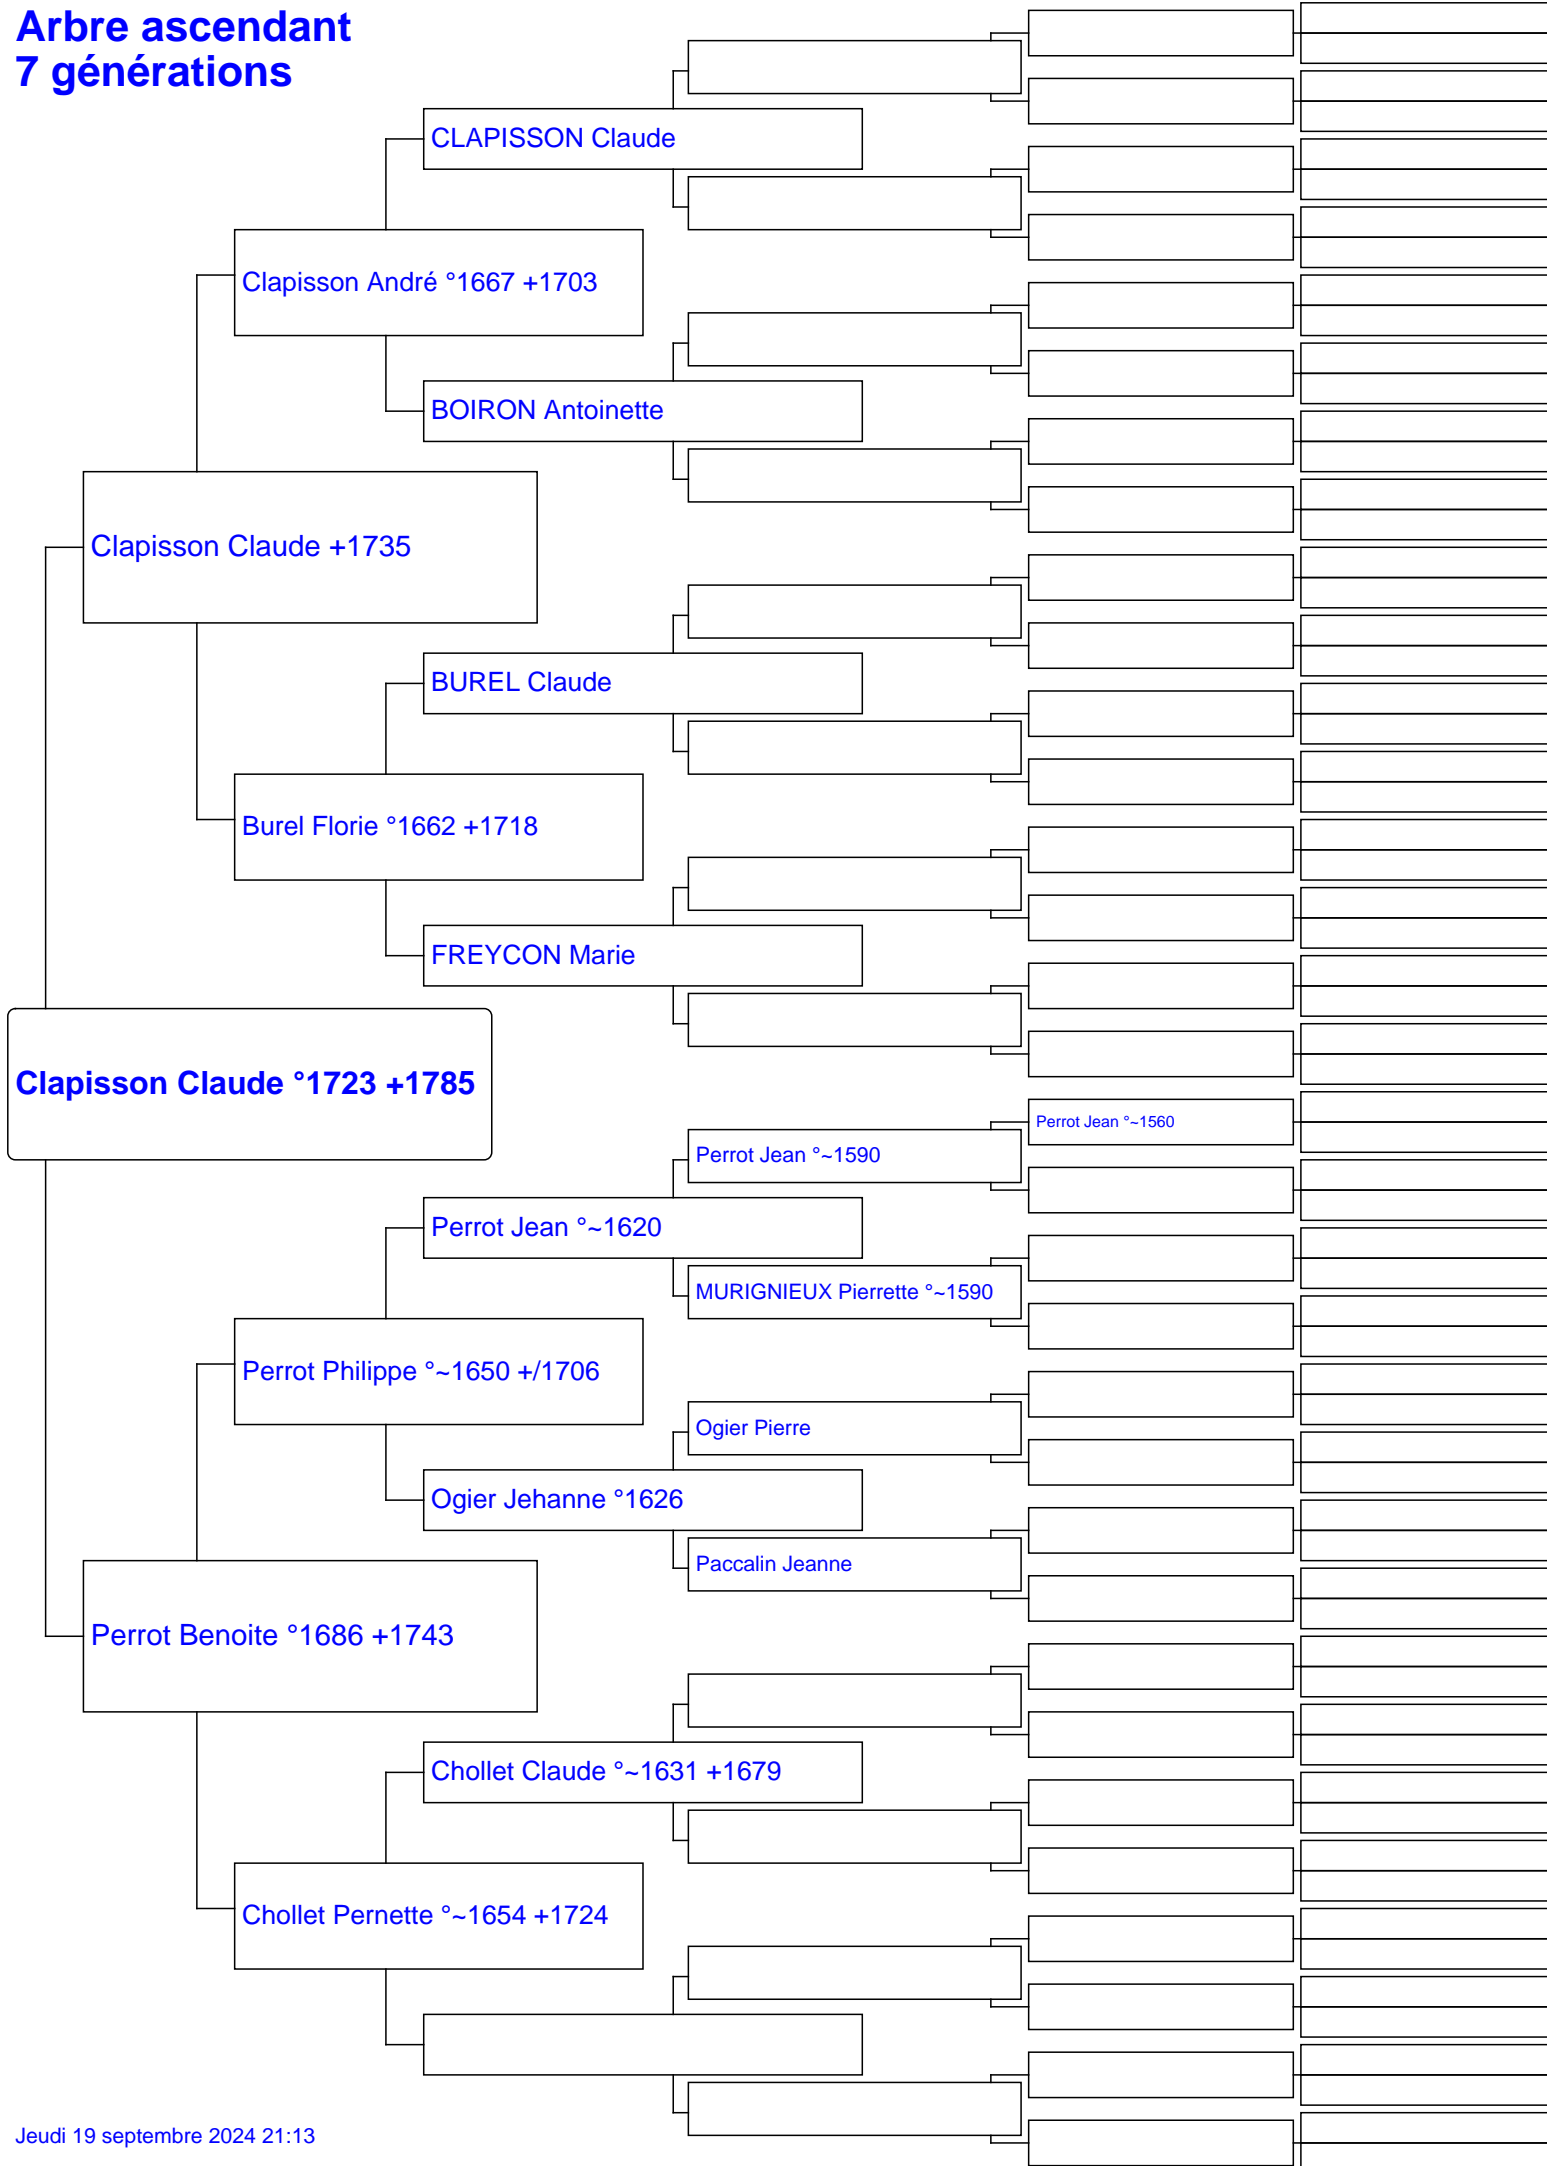 Arbre ascendant
7 générations
CLAPISSON Claude
Clapisson André °1667 +1703
BOIRON Antoinette
Clapisson Claude +1735
BUREL Claude
Burel Florie °1662 +1718
FREYCON Marie
Clapisson Claude °1723 +1785
Perrot Jean °~1560
Perrot Jean °~1590
Perrot Jean °~1620
MURIGNIEUX Pierrette °~1590
Perrot Philippe °~1650 +/1706
Ogier Pierre
Ogier Jehanne °1626
Paccalin Jeanne
Perrot Benoite °1686 +1743
Chollet Claude °~1631 +1679
Chollet Pernette °~1654 +1724
Jeudi 19 septembre 2024 21:13